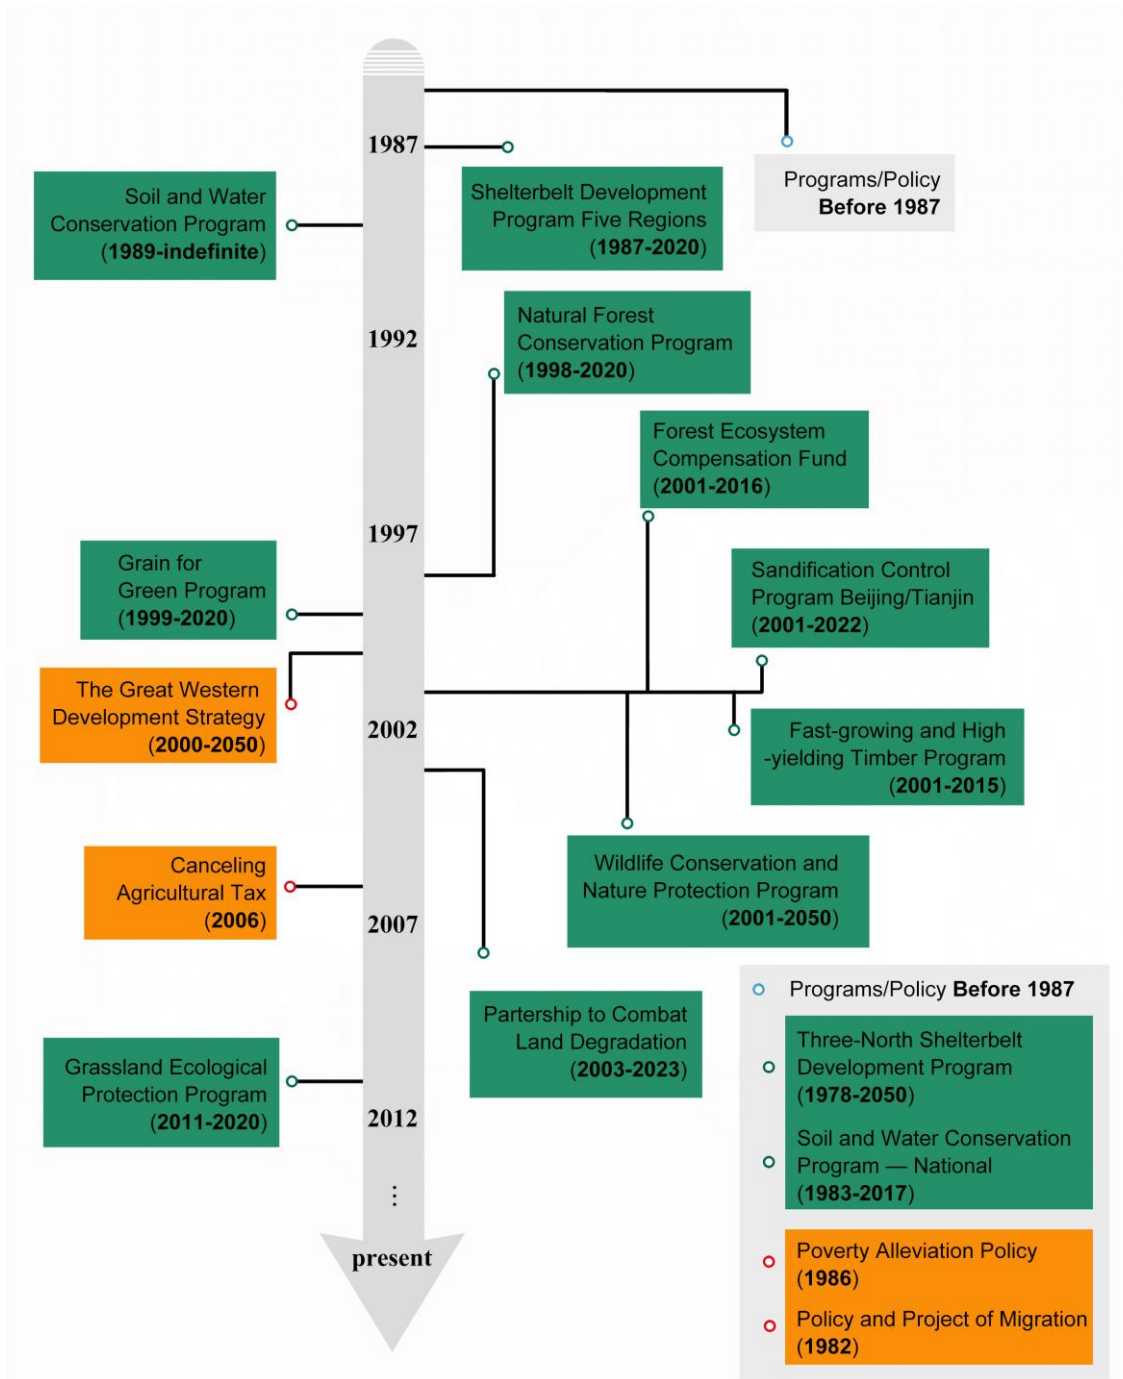 1987
Programs/Policy
Before 1987
Shelterbelt Development
Program Five Regions
(1987-2020)
Soil and Water
Conservation Program
(1989-indefinite)
1992
Natural Forest
Conservation Program
(1998-2020)
Forest Ecosystem
Compensation Fund
(2001-2016)
1997
Grain for
Green Program
(1999-2020)
Sandification Control
Program Beijing/Tianjin
(2001-2022)
The Great Western
Development Strategy
(2000-2050)
2002
Fast-growing and High
-yielding Timber Program
(2001-2015)
Canceling
Agricultural Tax
(2006)
Wildlife Conservation and
Nature Protection Program
(2001-2050)
2007
Partership to Combat
Land Degradation
(2003-2023)
Grassland Ecological
Protection Program
(2011-2020)
2012
⋮
present
Programs/Policy Before 1987
Three-North Shelterbelt
Development Program
(1978-2050)
Soil and Water Conservation
Program — National
(1983-2017)
Poverty Alleviation Policy
(1986)
Policy and Project of Migration
(1982)